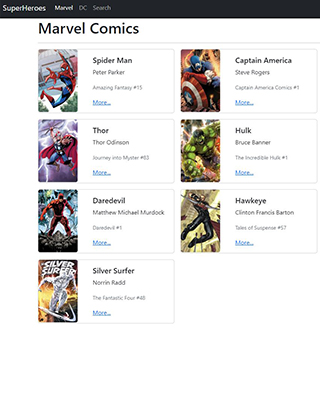 SuperHeroes Marvel DC Search
Marvel Comics
Spider Man
Peter Parker
Amazing Fantasy #15
More...
Captain America
Steve Rogers
Captain America Comics #1
More...
Thor
Thor Odinson
Journey into Myster #83
More...
Hulk
Bruce Banner
The Incredible Hulk #1
More...
Daredevil
Matthew Michael Murdock
Daredevil #1
More...
Hawkeye
Clinton Francis Barton
Tales of Suspense #57
More...
SILVER
SURFER
Silver Surfer
Norrin Radd
The Fantastic Four #48
More...